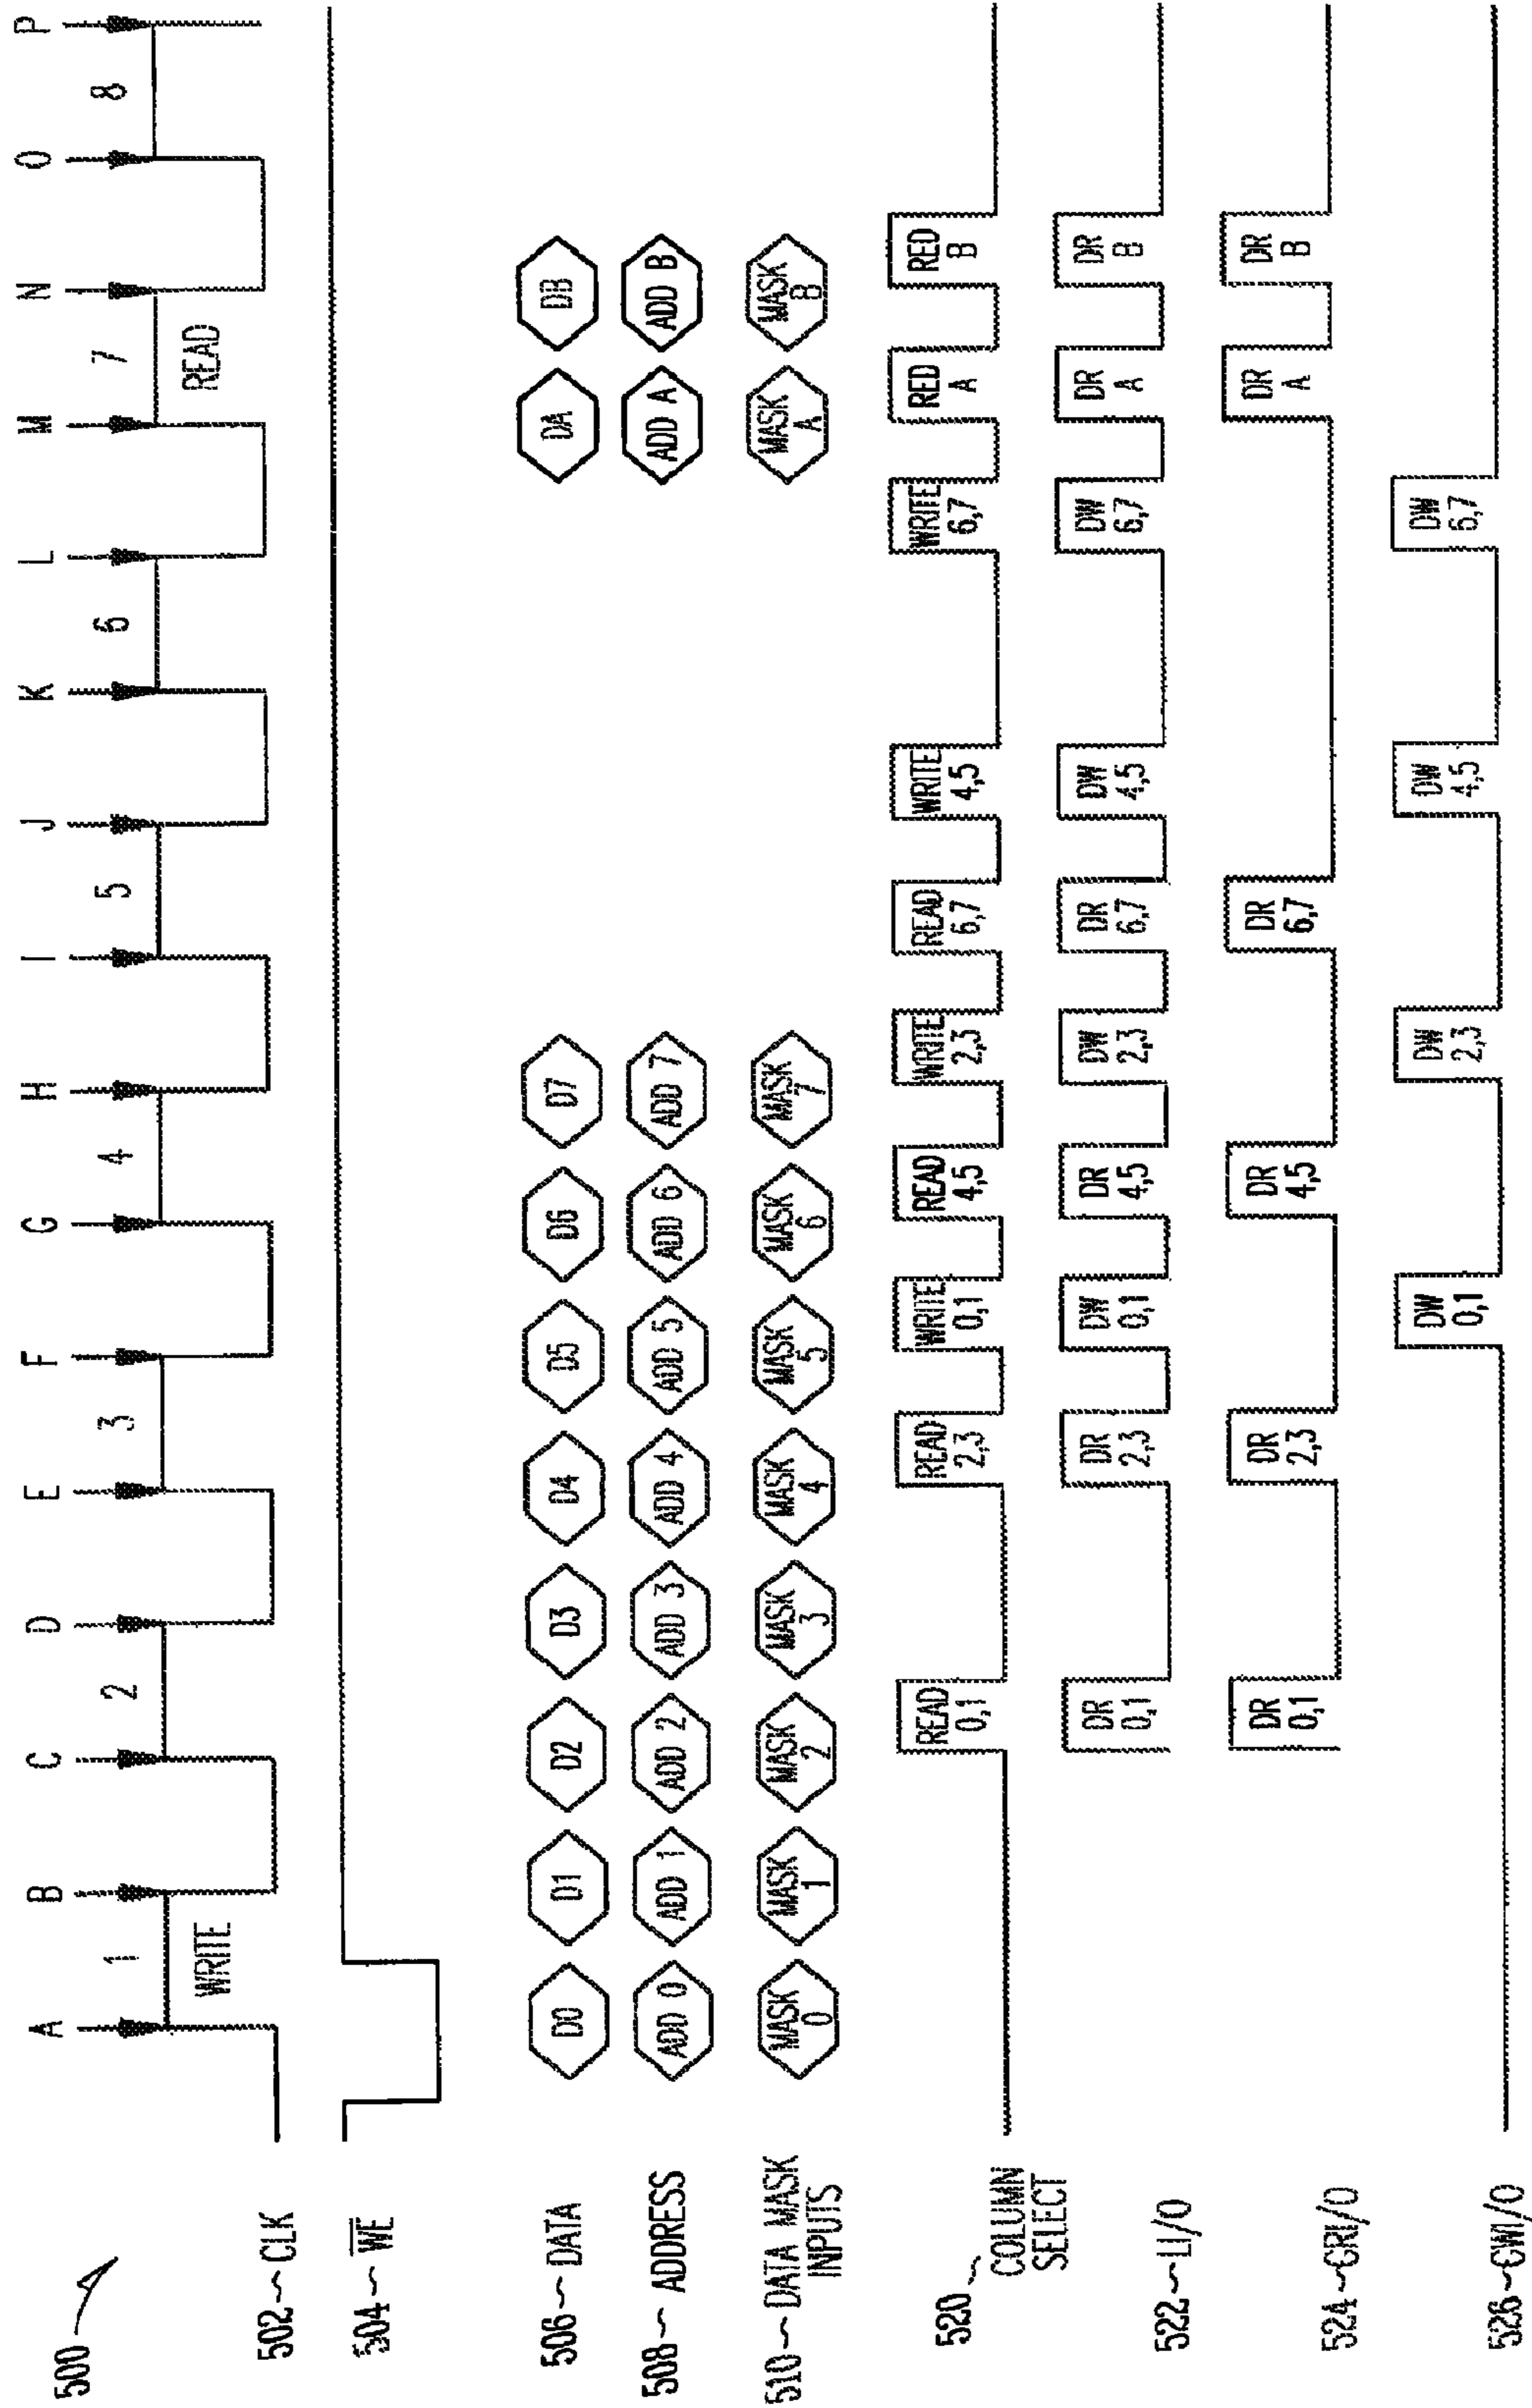 500
A B C D E F G H I J K L M N O P
502~CLK 1 2 3 4 5 6 7 8
WRITE READ
504~WE
506~DATA D0 D1 D2 D3 D4 D5 D6 D7 DA DB
508~ADDRESS ADD 0 ADD 1 ADD 2 ADD 3 ADD 4 ADD 5 ADD 6 ADD 7 ADD A ADD B
510~DATA MASK INPUTS MASK 0 MASK 1 MASK 2 MASK 3 MASK 4 MASK 5 MASK 6 MASK 7 MASK A MASK B
520~ COLUMN SELECT READ 0,1 READ 2,3 WRITE 0,1 READ 4,5 WRITE 2,3 READ 6,7 WRITE 4,5 WRITE 6,7 RED A RED B
522~LI/O DR 0,1 DR 2,3 DW 0,1 DR 4,5 DW 2,3 DR 6,7 DW 4,5 DW 6,7 DR A DR B
524~GRI/O DR 0,1 DR 2,3 DR 4,5 DR 6,7 DR A DR B
526~GWI/O DW 0,1 DW 2,3 DW 4,5 DW 6,7